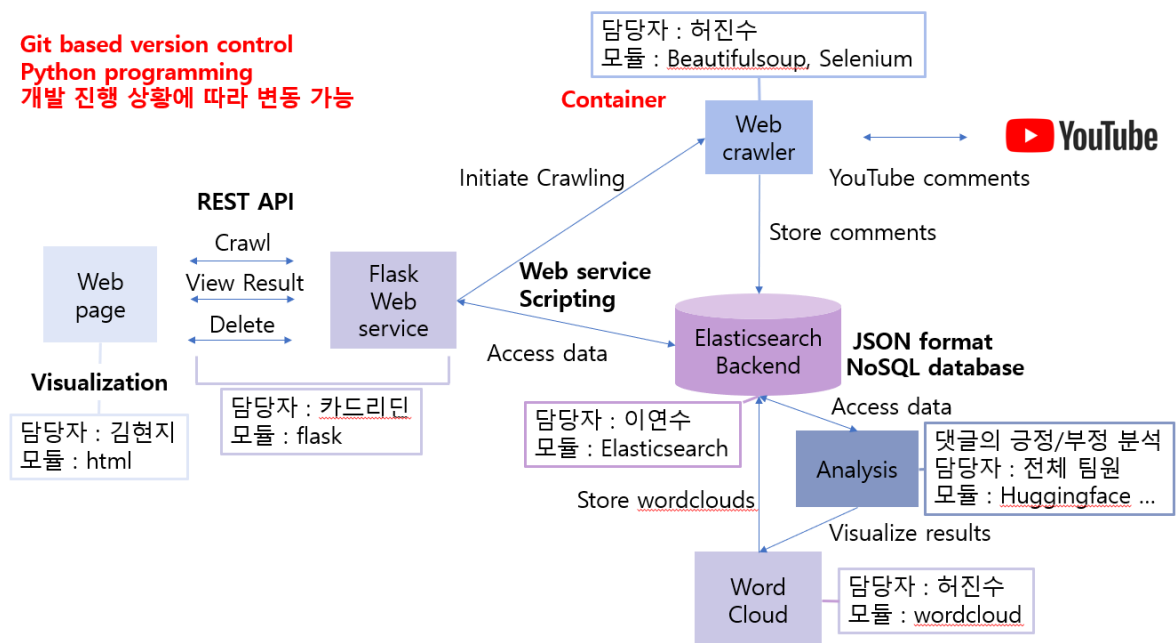 Git based version control
Python programming
개발 진행 상황에 따라 변동 가능
담당자 : 허진수
모듈 : Beautifulsoup, Selenium
Container
Web
crawler
YouTube
YouTube comments
Initiate Crawling
REST API
Crawl
View Result
Delete
Web
page
Flask
Web
service
Store comments
Web service
Scripting
Access data
Elasticsearch
Backend
JSON format
NoSQL database
Visualization
담당자 : 김현지
모듈 : html
담당자 : 카드리딘
모듈 : flask
담당자 : 이연수
모듈 : Elasticsearch
Access data
Analysis
댓글의 긍정/부정 분석
담당자 : 전체 팀원
모듈 : Huggingface ...
Store wordclouds
Visualize results
Word
Cloud
담당자 : 허진수
모듈 : wordcloud